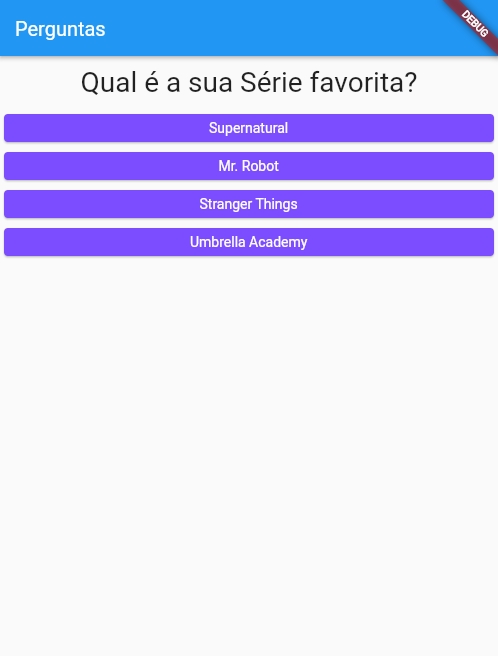 Perguntas
DEBUG
Qual é a sua Série favorita?
Supernatural
Mr. Robot
Stranger Things
Umbrella Academy